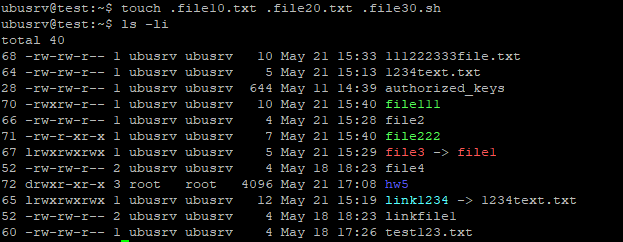 ubusrv@test:~$ touch .file10.txt .file20.txt .file30.sh
ubusrv@test:~$ ls -li
total 40
68 -rw-rw-r-- 1 ubusrv ubusrv   10 May 21 15:33 111222333file.txt
64 -rw-rw-r-- 1 ubusrv ubusrv    5 May 21 15:13 1234text.txt
28 -rw-rw-r-- 1 ubusrv ubusrv  644 May 11 14:39 authorized_keys
70 -rwxrw-r-- 1 ubusrv ubusrv   10 May 21 15:40 file111
66 -rw-rw-r-- 1 ubusrv ubusrv    4 May 21 15:28 file2
71 -rw-r-xr-x 1 ubusrv ubusrv    7 May 21 15:40 file222
67 lrwxrwxrwx 1 ubusrv ubusrv    5 May 21 15:29 file3 -> file1
52 -rw-rw-r-- 2 ubusrv ubusrv    4 May 18 18:23 file4
72 drwxr-xr-x 3 root   root   4096 May 21 17:08 hw5
65 lrwxrwxrwx 1 ubusrv ubusrv   12 May 21 15:19 link1234 -> 1234text.txt
52 -rw-rw-r-- 2 ubusrv ubusrv    4 May 18 18:23 linkfile1
60 -rw-rw-r-- 1 ubusrv ubusrv    4 May 18 17:26 test123.txt